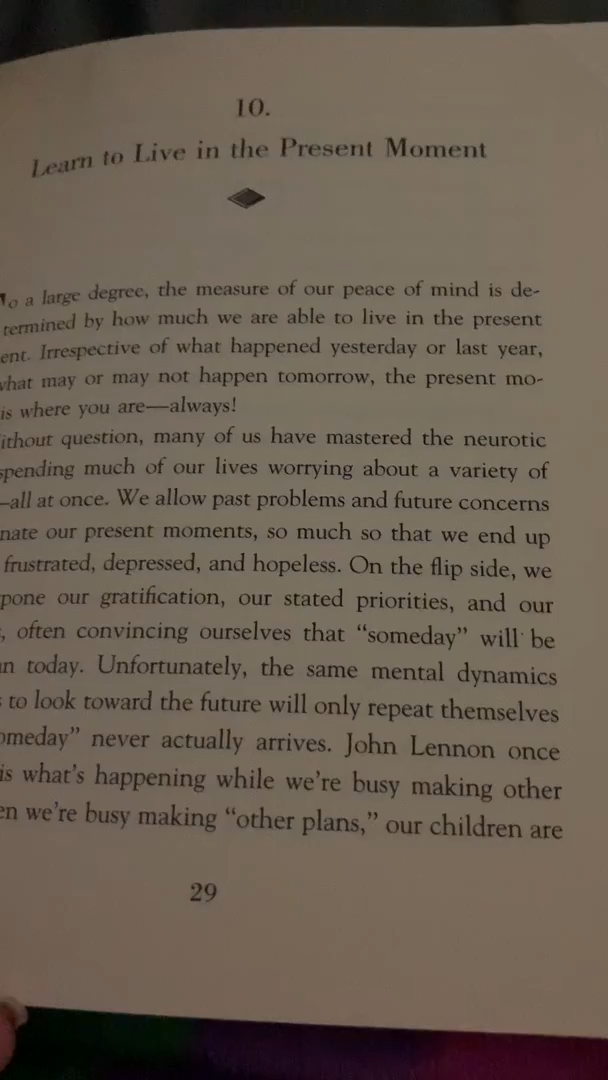 10.
Learn to Live in the Present Moment
To a large degree, the measure of our peace of mind is de-
termined by how much we are able to live in the present
ent. Irrespective of what happened yesterday or last year,
what may or may not happen tomorrow, the present mo-
is where you are—always!
ithout question, many of us have mastered the neurotic
spending much of our lives worrying about a variety of
—all at once. We allow past problems and future concerns
nate our present moments, so much so that we end up
frustrated, depressed, and hopeless. On the flip side, we
pone our gratification, our stated priorities, and our
, often convincing ourselves that “someday” will be
an today. Unfortunately, the same mental dynamics
to look toward the future will only repeat themselves
omeday” never actually arrives. John Lennon once
is what’s happening while we’re busy making other
en we’re busy making “other plans,” our children are
29